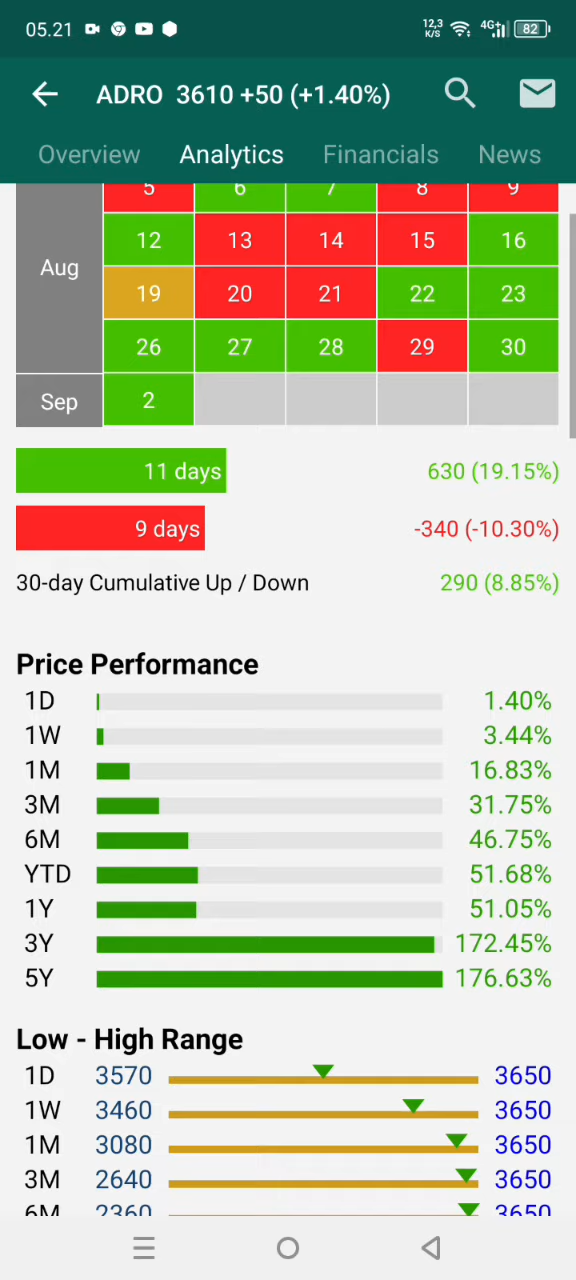 05.21 12,3 K/S 4G+ 82
ADRO 3610 +50 (+1.40%)
Overview Analytics Financials News
5 6 7 8 9
Aug 12 13 14 15 16
19 20 21 22 23
26 27 28 29 30
Sep 2
11 days 630 (19.15%)
9 days -340 (-10.30%)
30-day Cumulative Up / Down 290 (8.85%)
Price Performance
1D 1.40%
1W 3.44%
1M 16.83%
3M 31.75%
6M 46.75%
YTD 51.68%
1Y 51.05%
3Y 172.45%
5Y 176.63%
Low - High Range
1D 3570 3650
1W 3460 3650
1M 3080 3650
3M 2640 3650
6M 2360 3650